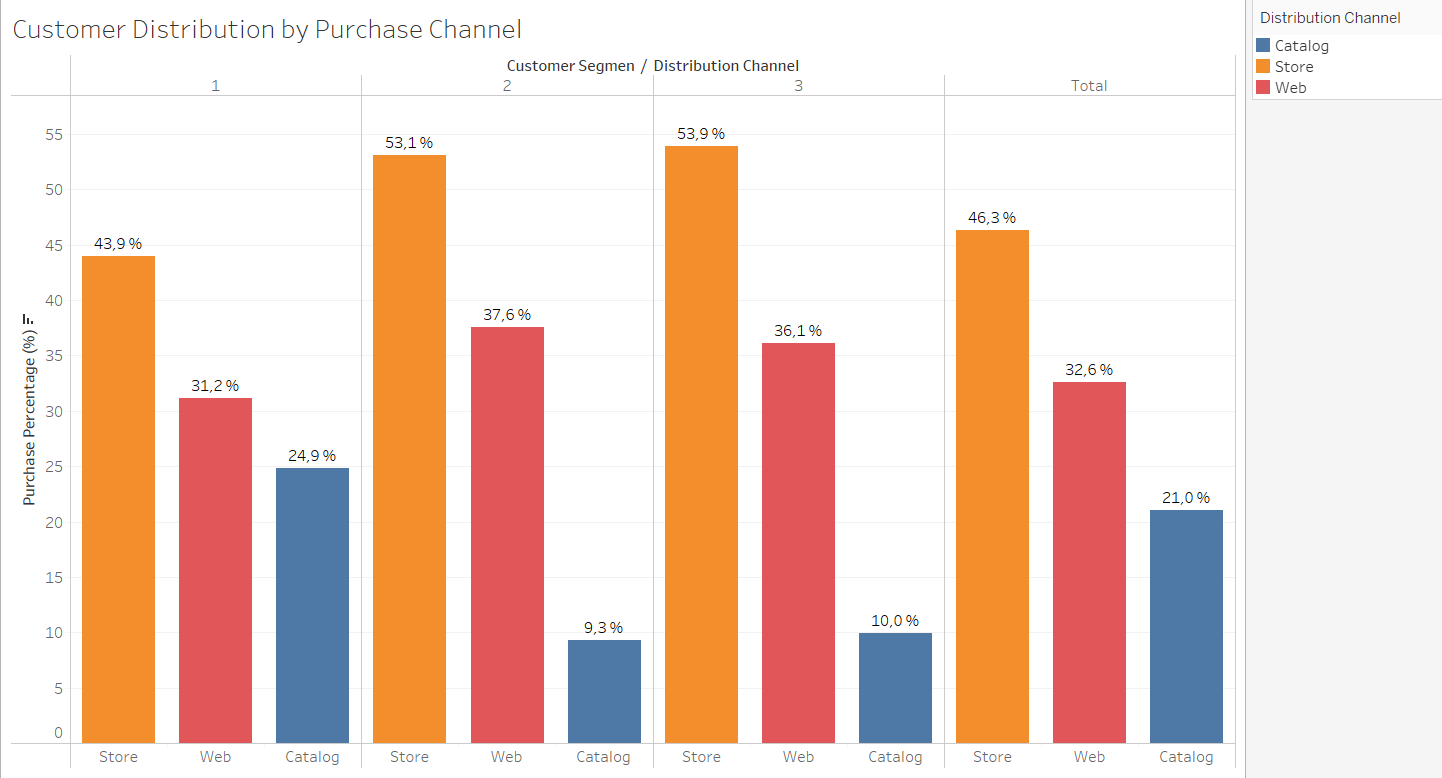 Customer Distribution by Purchase Channel
Customer Segmen / Distribution Channel
1 2 3 Total
Purchase Percentage (%)
55
50
45
40
35
30
25
20
15
10
5
0
43,9 %
31,2 %
24,9 %
53,1 %
37,6 %
9,3 %
53,9 %
36,1 %
10,0 %
46,3 %
32,6 %
21,0 %
Store Web Catalog Store Web Catalog Store Web Catalog Store Web Catalog
Distribution Channel
Catalog
Store
Web